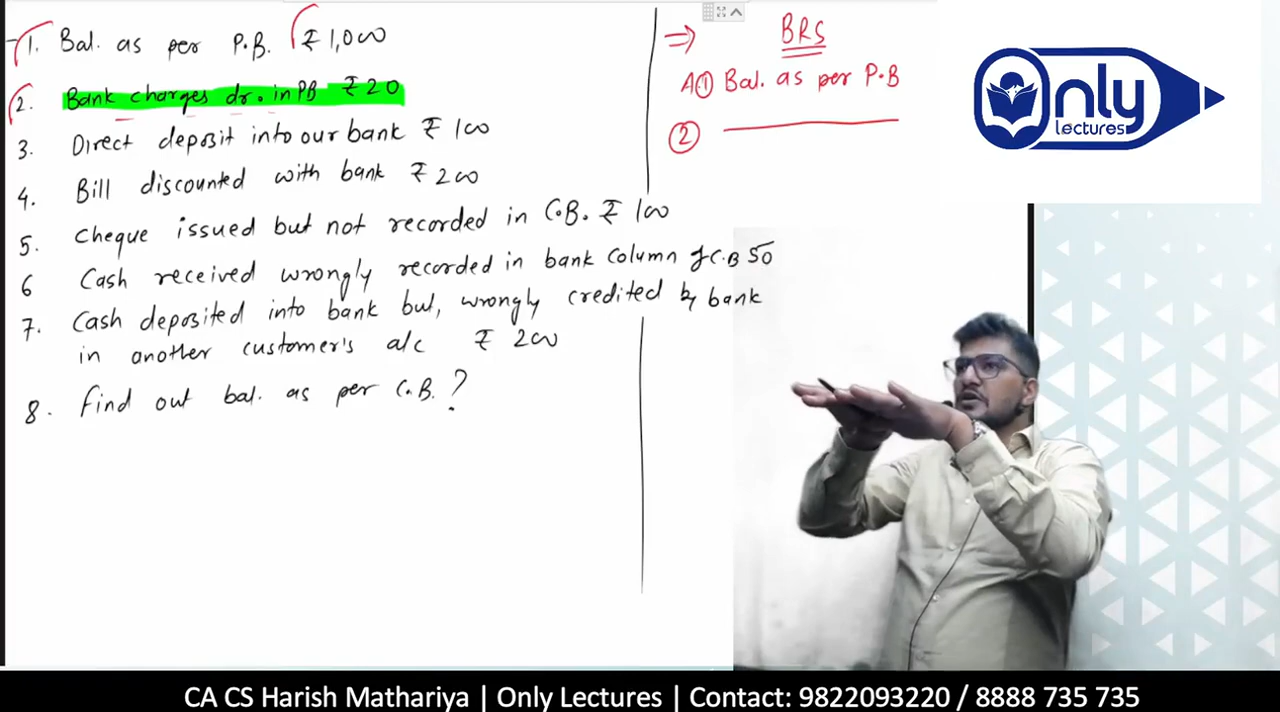 1. Bal. as per P.B. ₹ 1,000
2. Bank charges dr. in PB ₹ 20
3. Direct deposit into our bank ₹ 100
4. Bill discounted with bank ₹ 200
5. Cheque issued but not recorded in C.B. ₹ 100
6 Cash received wrongly recorded in bank column of C.B 50
7. Cash deposited into bank but, wrongly credited by bank
in another customer's a/c ₹ 200
8. Find out bal. as per C.B. ?
⇒ BRS
A① Bal. as per P.B
②
Only
Lectures
CA CS Harish Mathariya | Only Lectures | Contact: 9822093220 / 8888 735 735